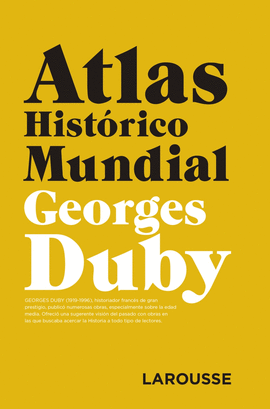 Atlas
Histórico
Mundial
Georges
Duby
GEORGES DUBY (1919-1996), historiador francés de gran
prestigio, publicó numerosas obras, especialmente sobre la edad
media. Ofreció una sugerente visión del pasado con obras en
las que buscaba acercar la Historia a todo tipo de lectores.
LAROUSSE